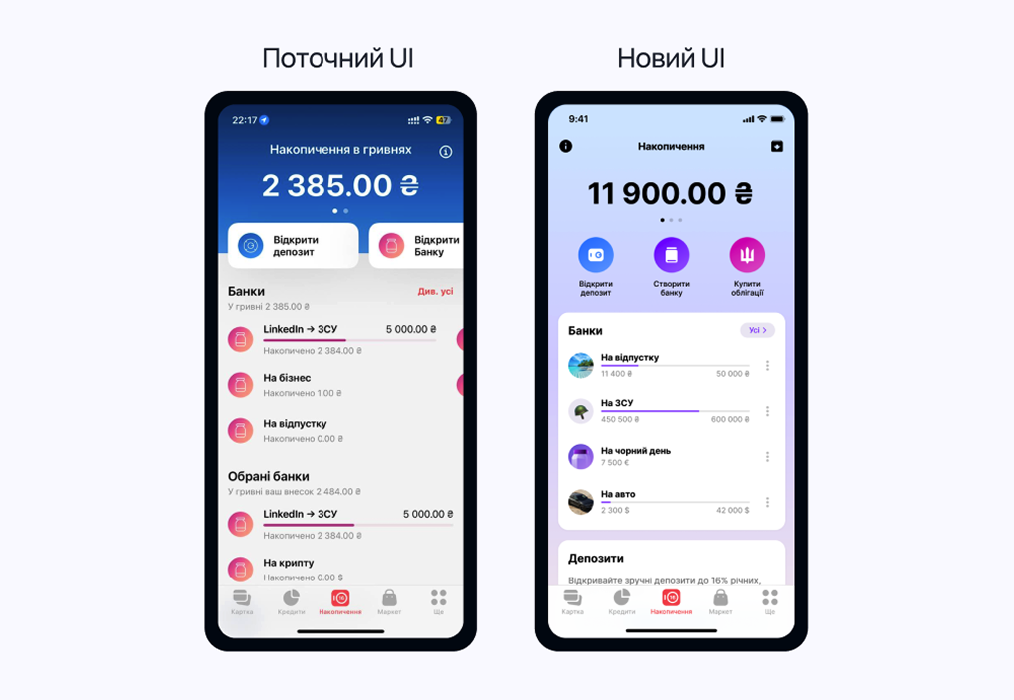 Поточний UI
22:17
47
Накопичення в гривнях
2 385.00 ₴
Відкрити
депозит
Відкрити
Банку
Банки
Див. усі
У гривні 2 385.00 ₴
LinkedIn → ЗСУ 5 000.00 ₴
Накопичено 2 384.00 ₴
На бізнес
Накопичено 1.00 ₴
На відпустку
Накопичено 0.00 ₴
Обрані банки
У гривні ваш внесок 2 484.00 ₴
LinkedIn → ЗСУ 5 000.00 ₴
Накопичено 2 384.00 ₴
На крипту
Накопичено 0.00 $
Картка Кредити Накопичення Маркет Ще
Новий UI
9:41
Накопичення
11 900.00 ₴
Відкрити
депозит
Створити
банку
Купити
облігації
Банки
Усі >
На відпустку
11 400 ₴ 50 000 ₴
На ЗСУ
450 500 ₴ 600 000 ₴
На чорний день
7 500 €
На авто
2 300 $ 42 000 $
Депозити
Відкривайте зручні депозити до 16% річних,
Картка Кредити Накопичення Маркет Ще